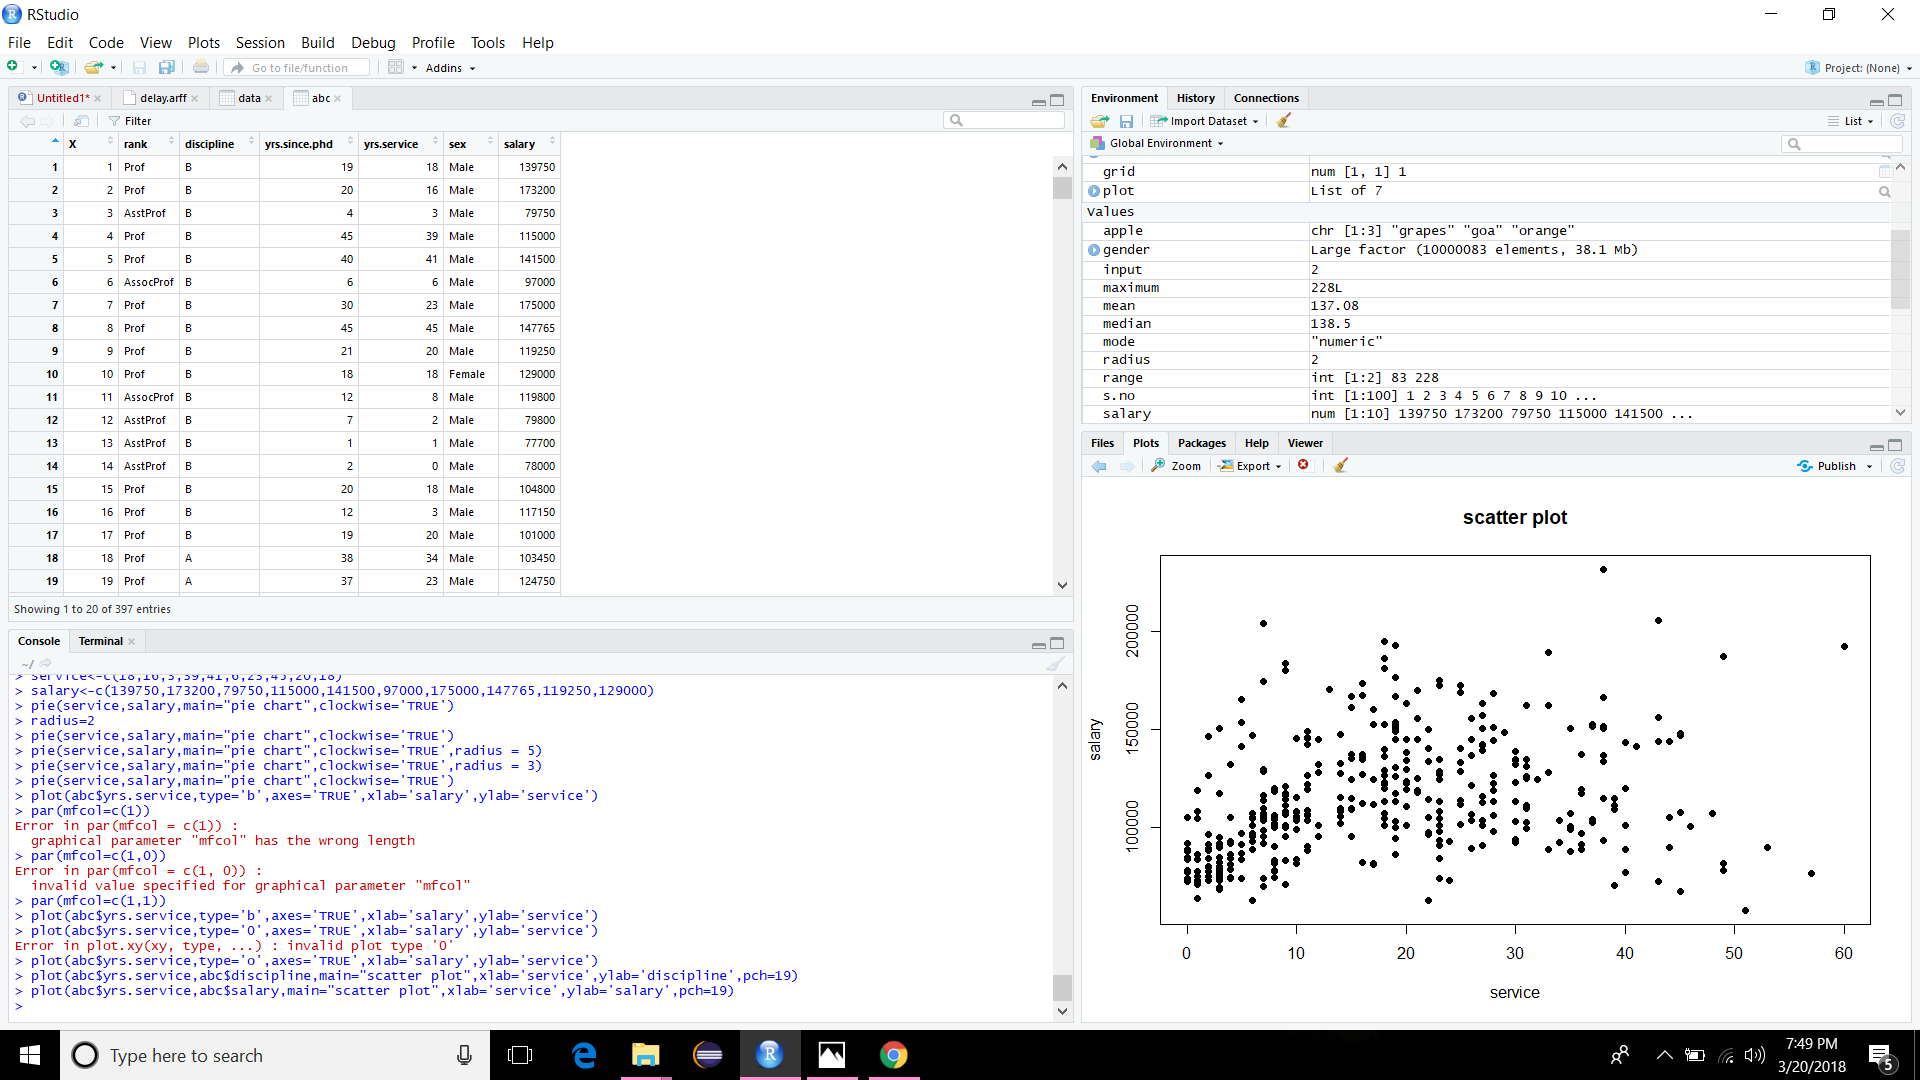 RStudio
File Edit Code View Plots Session Build Debug Profile Tools Help
Go to file/function Addins Project: (None)
Untitled1* delay.arff data abc
Filter
X rank discipline yrs.since.phd yrs.service sex salary
1 1 Prof B 19 18 Male 139750
2 2 Prof B 20 16 Male 173200
3 3 AsstProf B 4 3 Male 79750
4 4 Prof B 45 39 Male 115000
5 5 Prof B 40 41 Male 141500
6 6 AssocProf B 6 6 Male 97000
7 7 Prof B 30 23 Male 175000
8 8 Prof B 45 45 Male 147765
9 9 Prof B 21 20 Male 119250
10 10 Prof B 18 18 Female 129000
11 11 AssocProf B 12 8 Male 119800
12 12 AsstProf B 7 2 Male 79800
13 13 AsstProf B 1 1 Male 77700
14 14 AsstProf B 2 0 Male 78000
15 15 Prof B 20 18 Male 104800
16 16 Prof B 12 3 Male 117150
17 17 Prof B 19 20 Male 101000
18 18 Prof A 38 34 Male 103450
19 19 Prof A 37 23 Male 124750
Showing 1 to 20 of 397 entries
Console Terminal
~/
> service<-c(18,16,3,39,41,6,23,45,20,18)
> salary<-c(139750,173200,79750,115000,141500,97000,175000,147765,119250,129000)
> pie(service,salary,main="pie chart",clockwise='TRUE')
> radius=2
> pie(service,salary,main="pie chart",clockwise='TRUE')
> pie(service,salary,main="pie chart",clockwise='TRUE',radius = 5)
> pie(service,salary,main="pie chart",clockwise='TRUE',radius = 3)
> pie(service,salary,main="pie chart",clockwise='TRUE')
> plot(abc$yrs.service,type='b',axes='TRUE',xlab='salary',ylab='service')
> par(mfcol=c(1))
Error in par(mfcol = c(1)) :
graphical parameter "mfcol" has the wrong length
> par(mfcol=c(1,0))
Error in par(mfcol = c(1, 0)) :
invalid value specified for graphical parameter "mfcol"
> par(mfcol=c(1,1))
> plot(abc$yrs.service,type='b',axes='TRUE',xlab='salary',ylab='service')
> plot(abc$yrs.service,type='O',axes='TRUE',xlab='salary',ylab='service')
Error in plot.xy(xy, type, ...) : invalid plot type 'O'
> plot(abc$yrs.service,type='o',axes='TRUE',xlab='salary',ylab='service')
> plot(abc$yrs.service,abc$discipline,main="scatter plot",xlab='service',ylab='discipline',pch=19)
> plot(abc$yrs.service,abc$salary,main="scatter plot",xlab='service',ylab='salary',pch=19)
>
Environment History Connections
Import Dataset List
Global Environment
grid num [1, 1] 1
plot List of 7
Values
apple chr [1:3] "grapes" "goa" "orange"
gender Large factor (10000083 elements, 38.1 Mb)
input 2
maximum 228L
mean 137.08
median 138.5
mode "numeric"
radius 2
range int [1:2] 83 228
s.no int [1:100] 1 2 3 4 5 6 7 8 9 10 ...
salary num [1:10] 139750 173200 79750 115000 141500 ...
Files Plots Packages Help Viewer
Zoom Export Publish
scatter plot
salary
200000
150000
100000
0 10 20 30 40 50 60
service
Type here to search
7:49 PM
3/20/2018
5